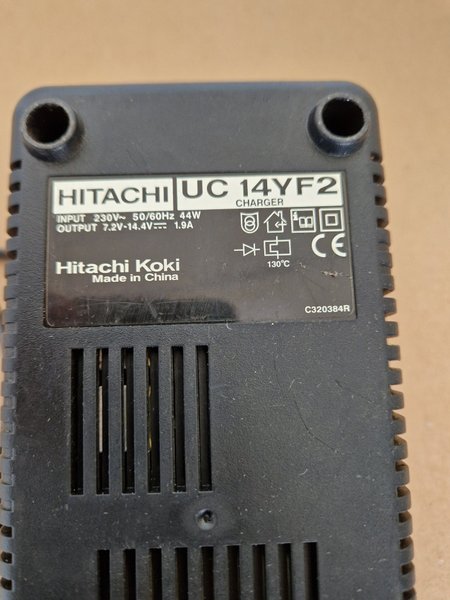 HITACHI UC 14YF2
CHARGER
INPUT 230V~ 50/60Hz 44W
OUTPUT 7.2V-14.4V⎓ 1.9A
CE
130°C
Hitachi Koki
Made in China
C320384R